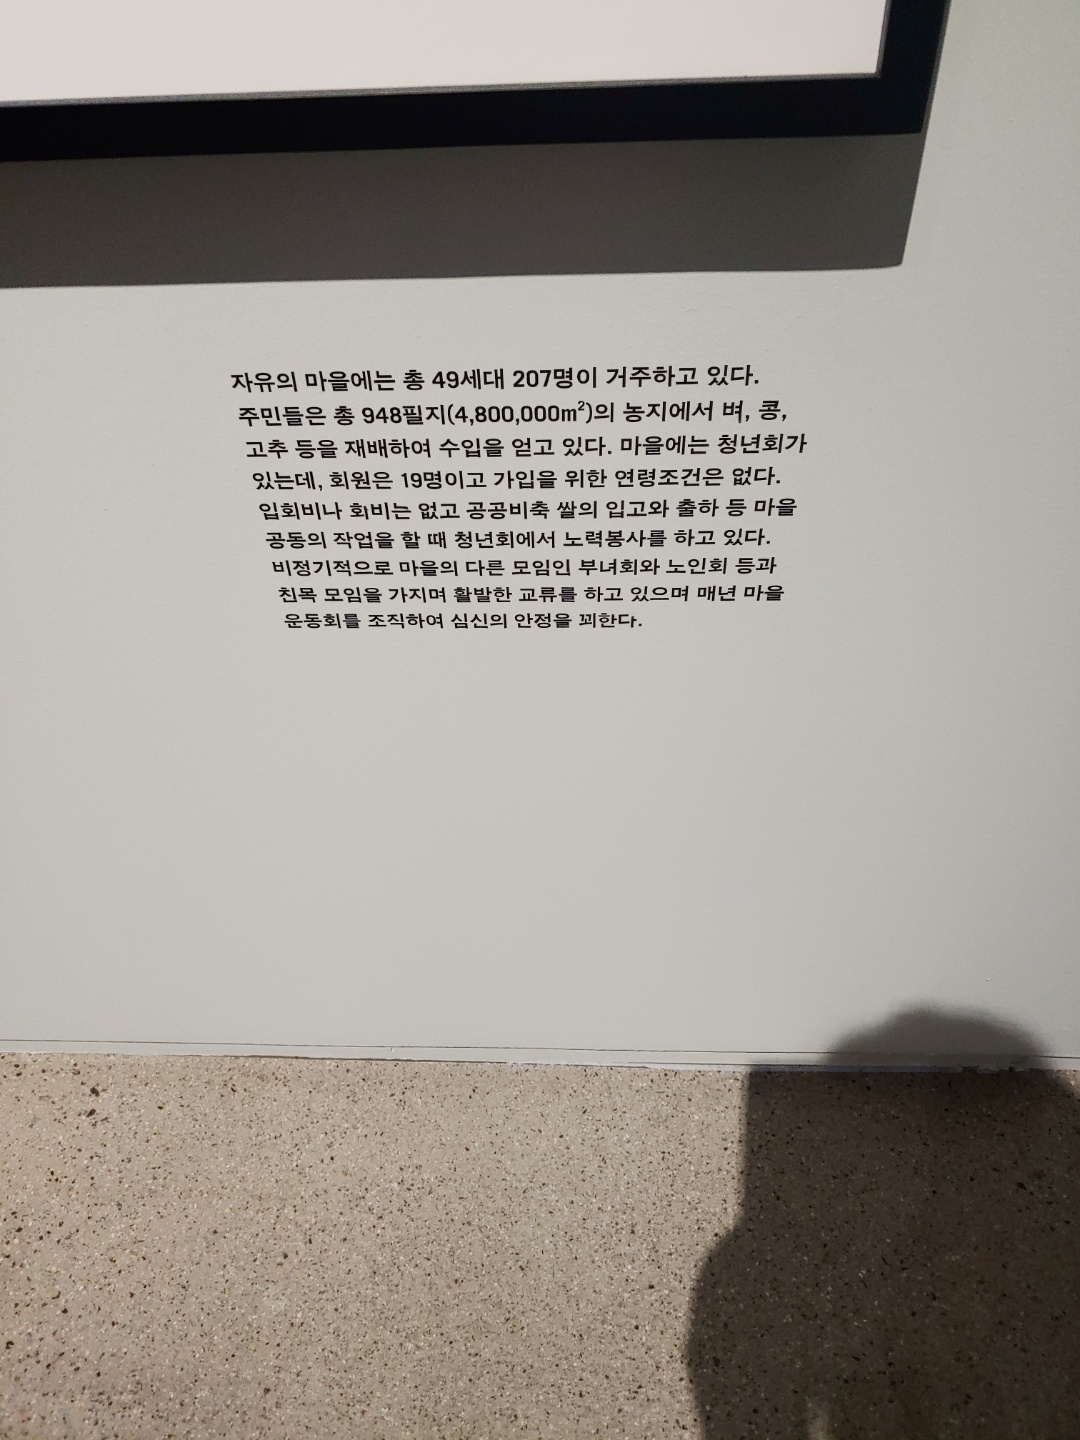 자유의 마을에는 총 49세대 207명이 거주하고 있다.
주민들은 총 948필지(4,800,000m²)의 농지에서 벼, 콩,
고추 등을 재배하여 수입을 얻고 있다. 마을에는 청년회가
있는데, 회원은 19명이고 가입을 위한 연령조건은 없다.
입회비나 회비는 없고 공공비축 쌀의 입고와 출하 등 마을
공동의 작업을 할 때 청년회에서 노력봉사를 하고 있다.
비정기적으로 마을의 다른 모임인 부녀회와 노인회 등과
친목 모임을 가지며 활발한 교류를 하고 있으며 매년 마을
운동회를 조직하여 심신의 안정을 꾀한다.